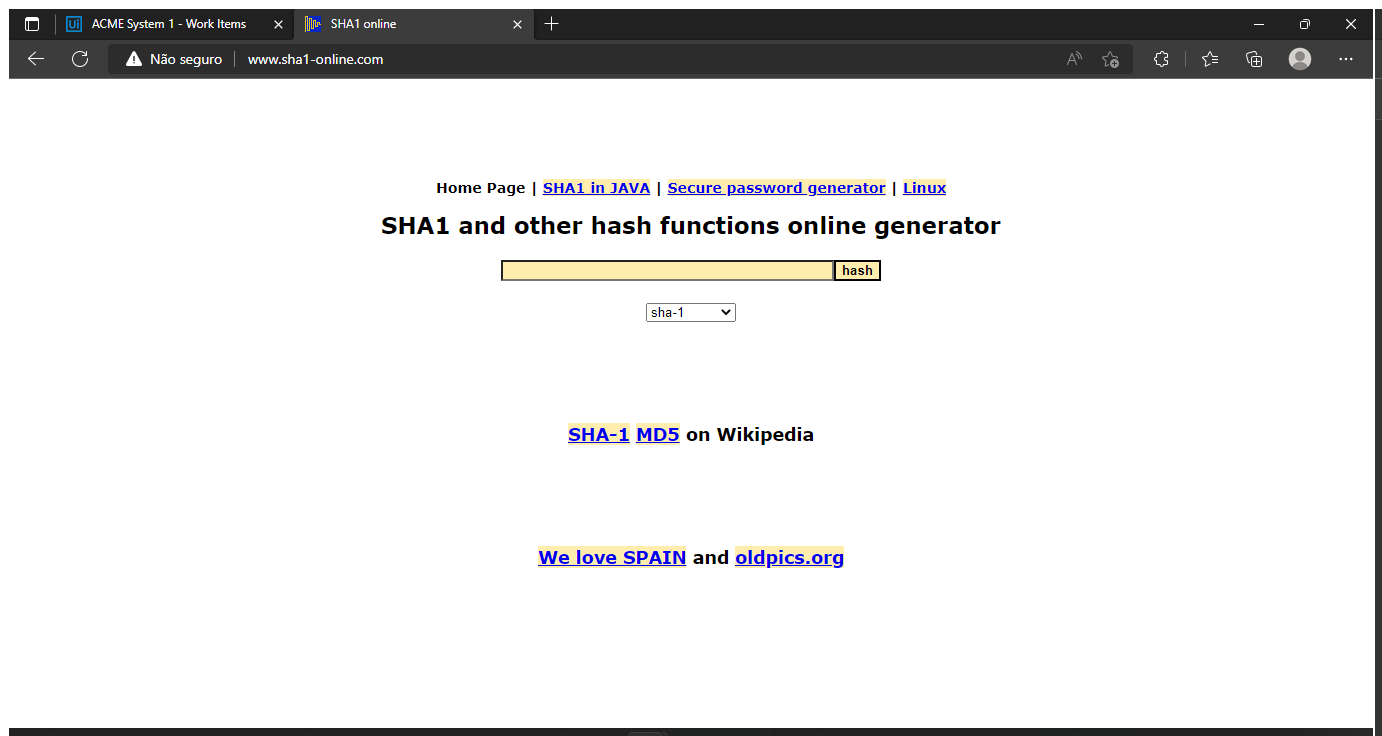 Ui ACME System 1 - Work Items SHA1 online
Não seguro www.sha1-online.com
Home Page | SHA1 in JAVA | Secure password generator | Linux
SHA1 and other hash functions online generator
hash
sha-1
SHA-1 MD5 on Wikipedia
We love SPAIN and oldpics.org